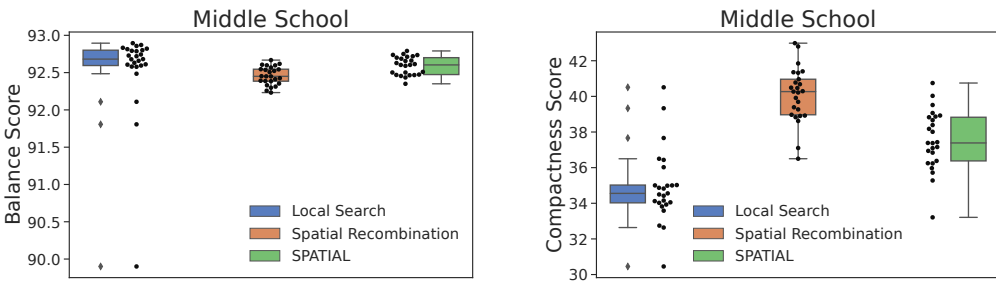 Middle School
93.0
92.5
92.0
91.5
91.0
90.5
90.0
Balance Score
Local Search
Spatial Recombination
SPATIAL
Middle School
42
40
38
36
34
32
30
Compactness Score
Local Search
Spatial Recombination
SPATIAL